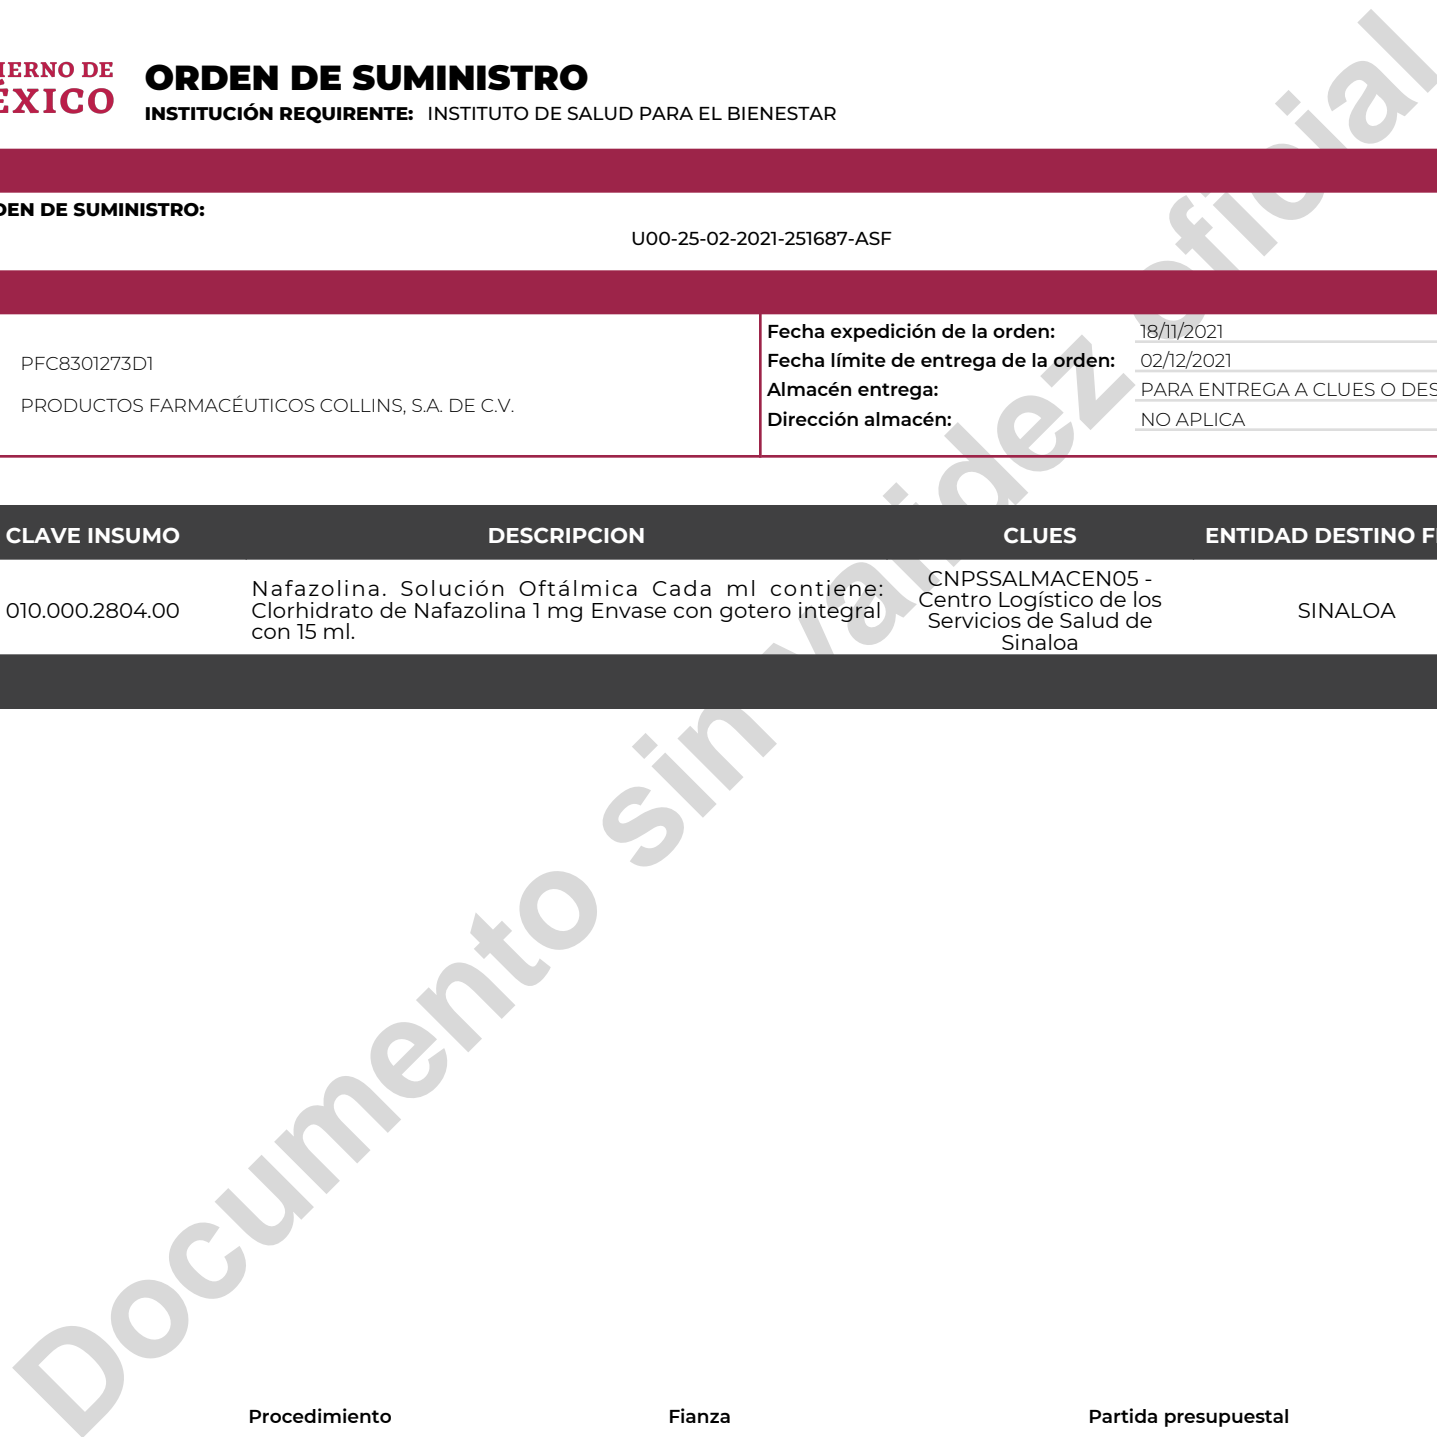 IERNO DE
ÉXICO
ORDEN DE SUMINISTRO
INSTITUCIÓN REQUIRENTE: INSTITUTO DE SALUD PARA EL BIENESTAR
DEN DE SUMINISTRO:
U00-25-02-2021-251687-ASF
PFC8301273D1
PRODUCTOS FARMACÉUTICOS COLLINS, S.A. DE C.V.
Fecha expedición de la orden: 18/11/2021
Fecha límite de entrega de la orden: 02/12/2021
Almacén entrega: PARA ENTREGA A CLUES O DES
Dirección almacén: NO APLICA
CLAVE INSUMO DESCRIPCION CLUES ENTIDAD DESTINO F
010.000.2804.00
Nafazolina. Solución Oftálmica Cada ml contiene:
Clorhidrato de Nafazolina 1 mg Envase con gotero integral
con 15 ml.
CNPSSALMACEN05 -
Centro Logístico de los
Servicios de Salud de
Sinaloa
SINALOA
Documento sin validez oficial
Procedimiento Fianza Partida presupuestal